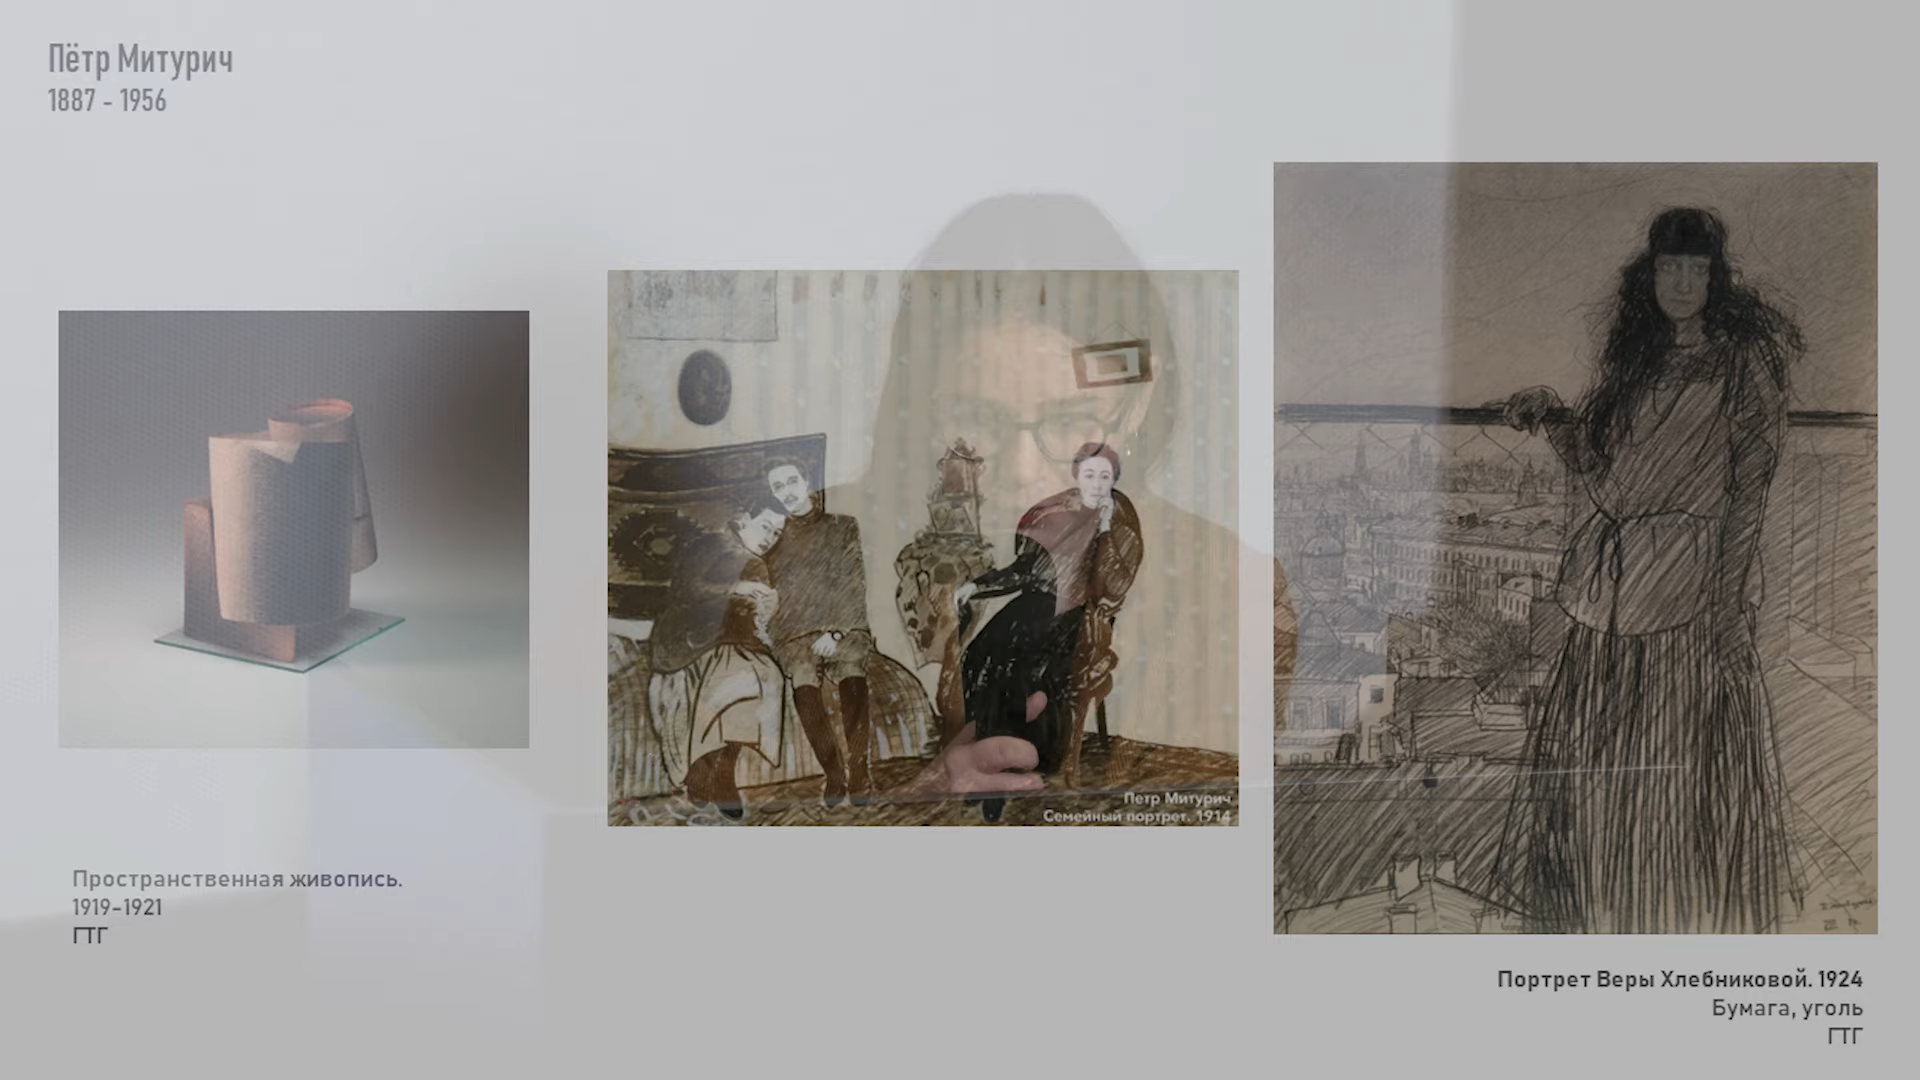 Пётр Митурич
1887 - 1956
Петр Митурич
Семейный портрет. 1914
Пространственная живопись.
1919-1921
ГТГ
Портрет Веры Хлебниковой. 1924
Бумага, уголь
ГТГ